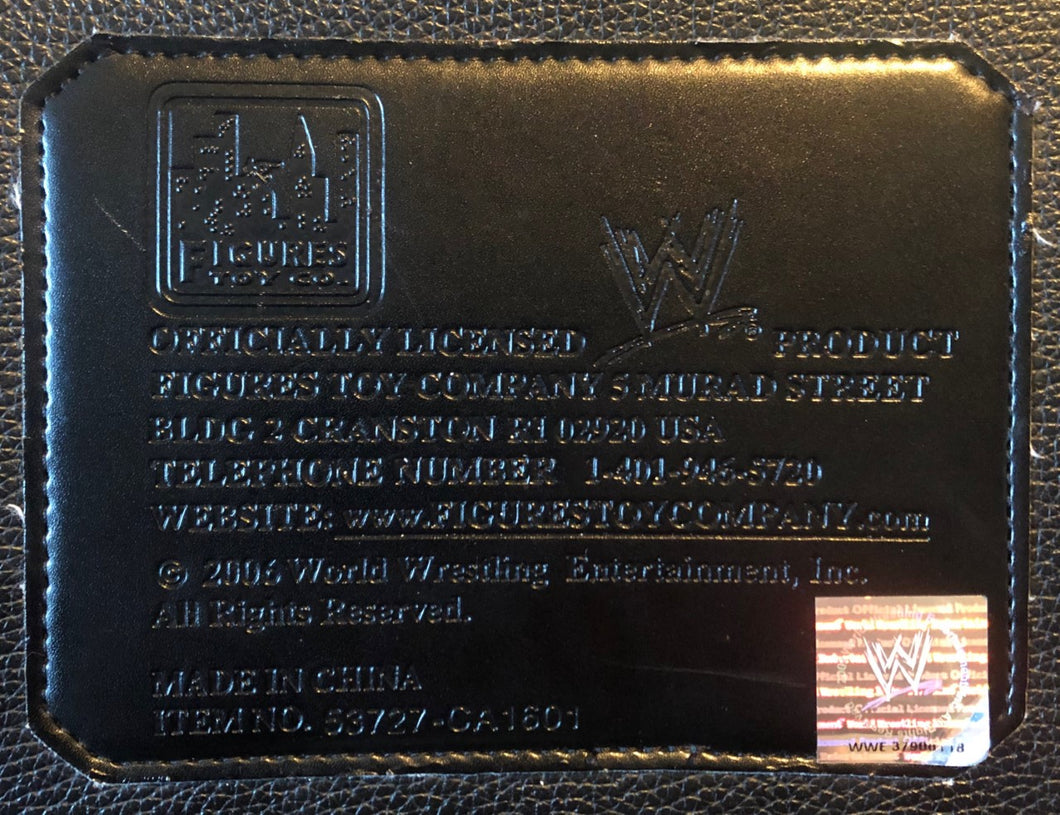 FIGURES
TOY CO.
W
OFFICIALLY LICENSED PRODUCT
FIGURES TOY COMPANY 5 MURAD STREET
BLDG 2 CRANSTON RI 02920 USA
TELEPHONE NUMBER 1-401-946-5720
WEBSITE: www.FIGURESTOYCOMPANY.com
© 2006 World Wrestling Entertainment, Inc.
All Rights Reserved.
MADE IN CHINA
ITEM NO. 63727-CA1601
W
WWE